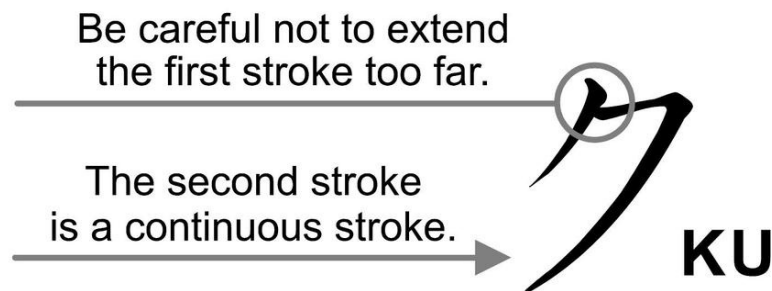 Be careful not to extend
the first stroke too far.
The second stroke
is a continuous stroke.
ク
KU